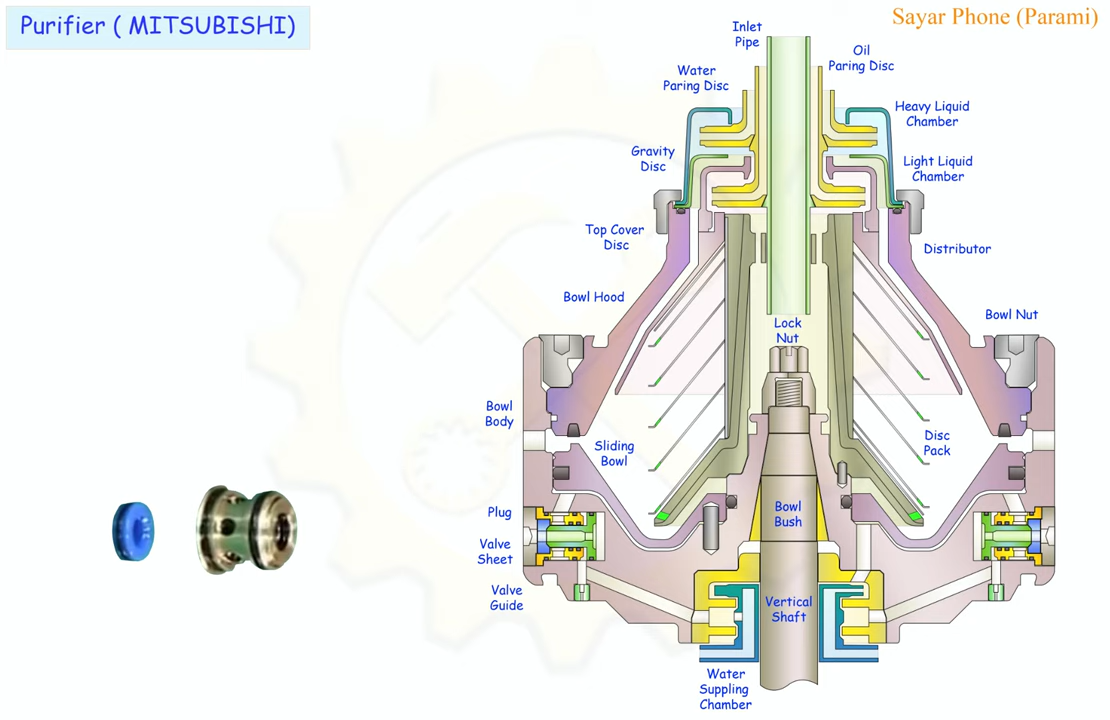 Purifier ( MITSUBISHI)
Sayar Phone (Parami)
Inlet
Pipe
Oil
Paring Disc
Water
Paring Disc
Heavy Liquid
Chamber
Gravity
Disc
Light Liquid
Chamber
Top Cover
Disc
Distributor
Bowl Hood
Bowl Nut
Lock
Nut
Bowl
Body
Sliding
Bowl
Disc
Pack
Plug
Bowl
Bush
Valve
Sheet
Valve
Guide
Vertical
Shaft
Water
Suppling
Chamber